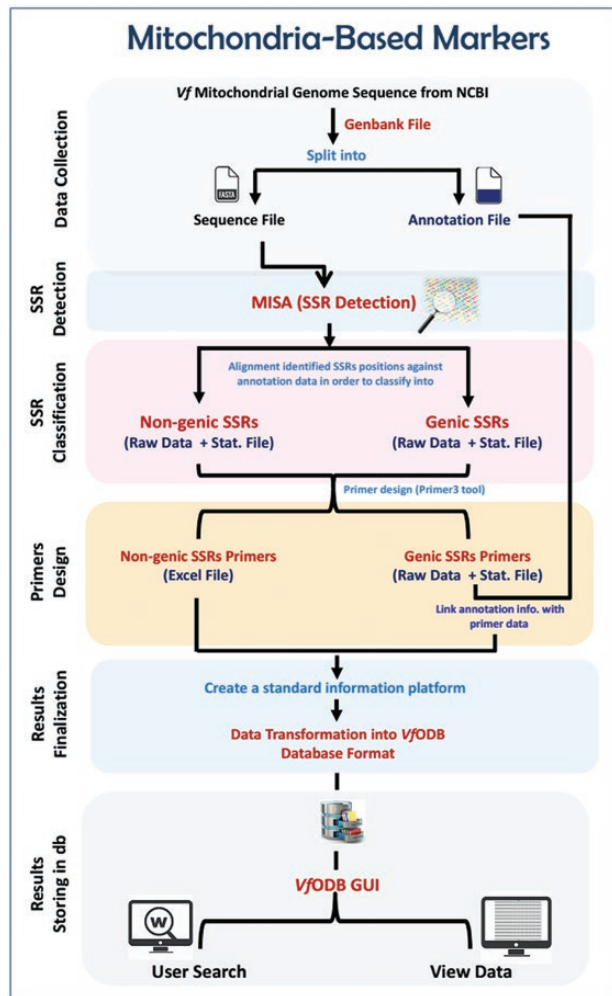 Mitochondria-Based Markers
Data Collection
Vf Mitochondrial Genome Sequence from NCBI
Genbank File
Split into
FASTA
Sequence File
Annotation File
SSR
Detection
MISA (SSR Detection)
SSR
Classification
Alignment identified SSRs positions against
annotation data in order to classify into
Non-genic SSRs
(Raw Data + Stat. File)
Genic SSRs
(Raw Data + Stat. File)
Primer design (Primer3 tool)
Primers
Design
Non-genic SSRs Primers
(Excel File)
Genic SSRs Primers
(Raw Data + Stat. File)
Link annotation info. with
primer data
Results
Finalization
Create a standard information platform
Data Transformation into VfODB
Database Format
Results
Storing in db
VfODB GUI
W
User Search
View Data